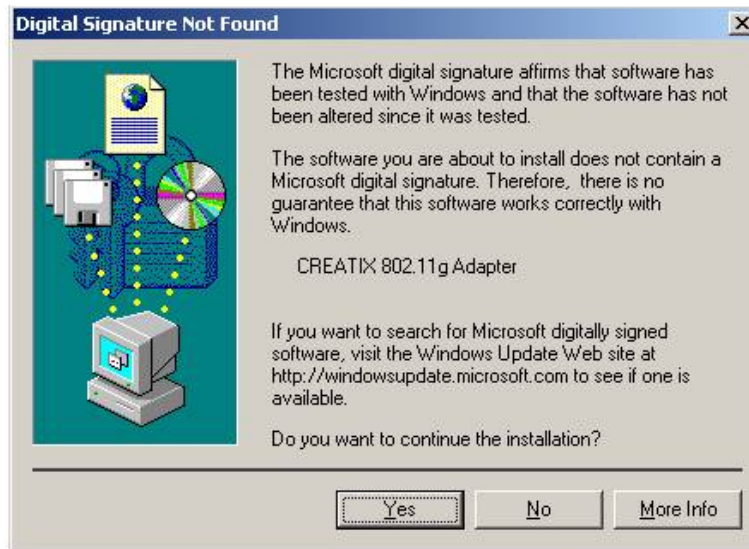 Digital Signature Not Found
The Microsoft digital signature affirms that software has
been tested with Windows and that the software has not
been altered since it was tested.
The software you are about to install does not contain a
Microsoft digital signature. Therefore, there is no
guarantee that this software works correctly with
Windows.
CREATIX 802.11g Adapter
If you want to search for Microsoft digitally signed
software, visit the Windows Update Web site at
http://windowsupdate.microsoft.com to see if one is
available.
Do you want to continue the installation?
Yes No More Info